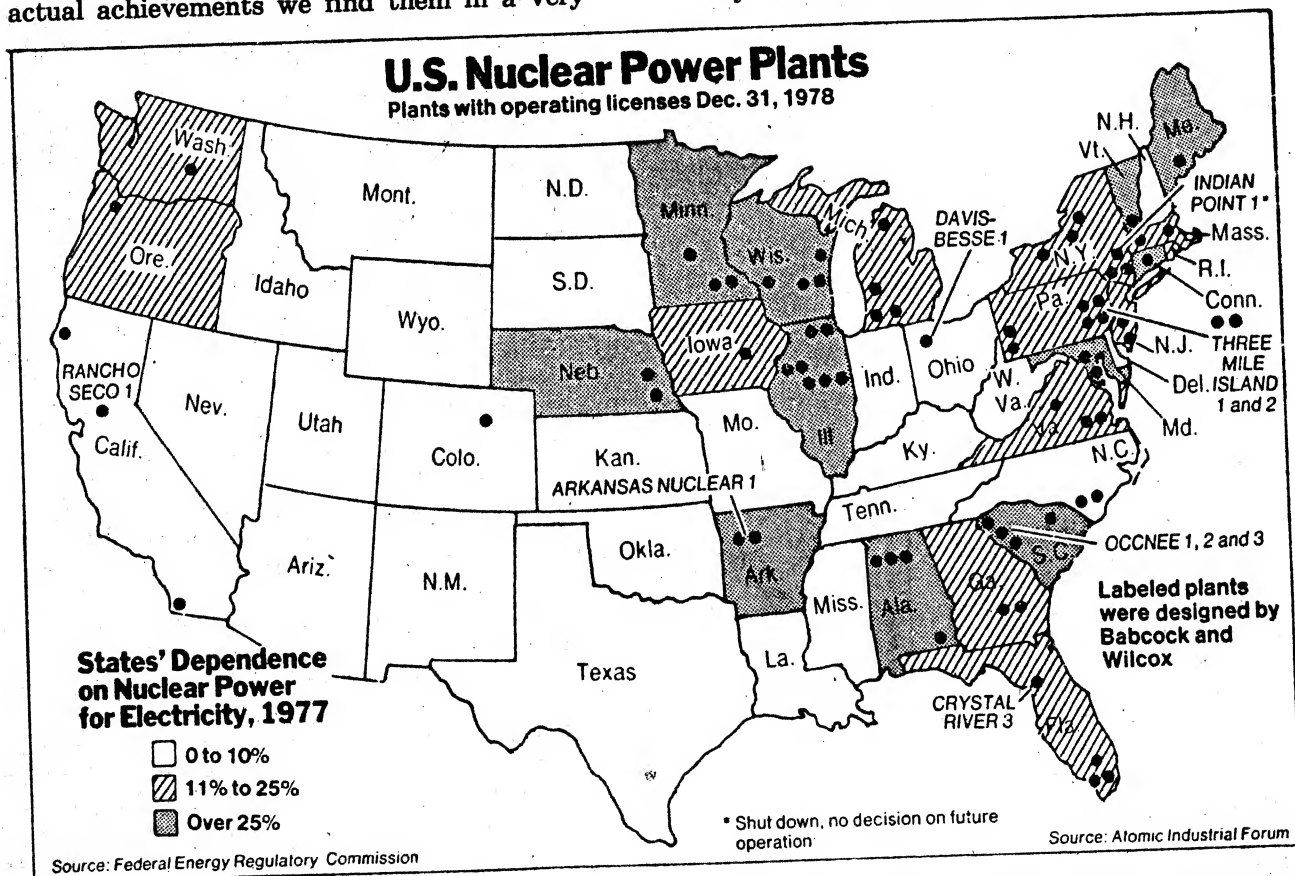 actual achievements we find them in a very
U.S. Nuclear Power Plants
Plants with operating licenses Dec. 31, 1978
Wash.
Ore.
Mont.
Idaho
Wyo.
N.D.
S.D.
Minn.
Wis.
Mich.
Iowa
Neb.
Ill.
Ind.
Ohio
DAVIS-
BESSE 1
N.H.
Vt.
Me.
INDIAN
POINT 1*
Mass.
R.I.
Conn.
N.Y.
Pa.
N.J.
THREE
MILE
ISLAND
1 and 2
Del.
Md.
W.
Va.
Va.
RANCHO
SECO 1
Calif.
Nev.
Utah
Colo.
Kan.
Mo.
Ky.
N.C.
Tenn.
ARKANSAS NUCLEAR 1
Ariz.
N.M.
Okla.
Ark.
Miss.
Ala.
Ga.
S.C.
OCCNEE 1, 2 and 3
Labeled plants
were designed by
Babcock and
Wilcox
Texas
La.
CRYSTAL
RIVER 3
Fla.
States' Dependence
on Nuclear Power
for Electricity, 1977
0 to 10%
11% to 25%
Over 25%
* Shut down, no decision on future
operation
Source: Federal Energy Regulatory Commission
Source: Atomic Industrial Forum